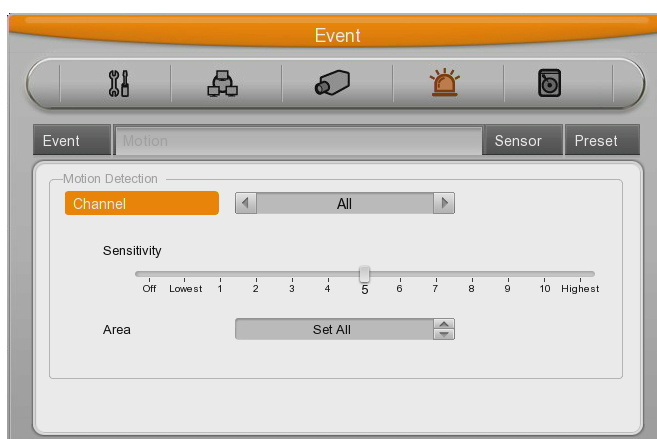 Event
Event Motion Sensor Preset
Motion Detection
Channel All
Sensitivity
Off Lowest 1 2 3 4 5 6 7 8 9 10 Highest
Area Set All